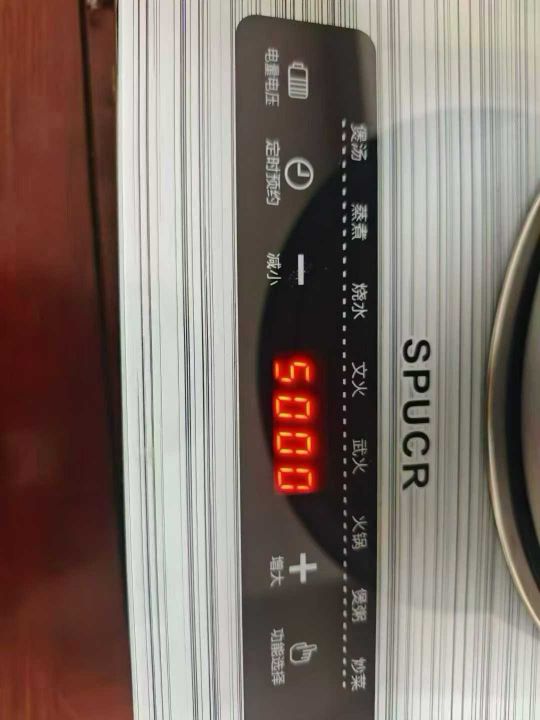 SPUCR
煲汤 蒸煮 烧水 文火 武火 火锅 煲粥 炒菜
5000
电量电压 定时预约 减小 增大 功能选择